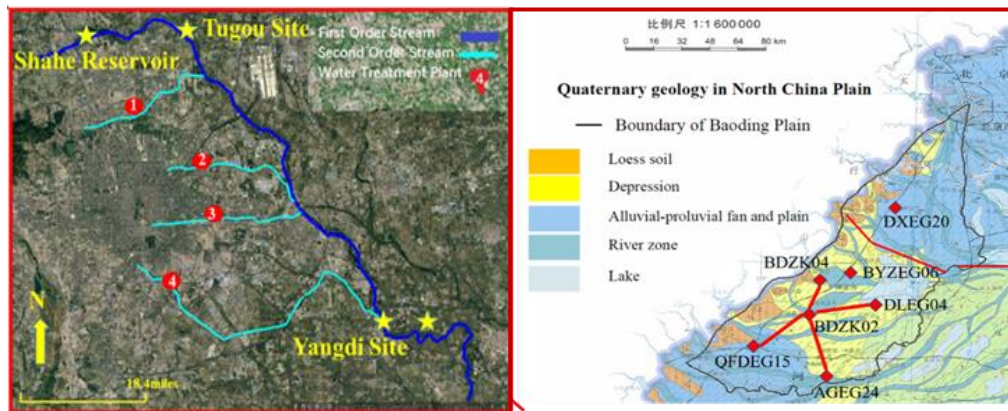 Tugou Site
Shahe Reservoir
First Order Stream
Second Order Stream
Water Treatment Plant
4
1
2
3
4
N
18.4miles
Yangdi Site
比例尺 1:1 600 000
0 16 32 48 64 80 km
Quaternary geology in North China Plain
Boundary of Baoding Plain
Loess soil
Depression
Alluvial-proluvial fan and plain
River zone
Lake
DXEG20
BDZK04
BYZEG06
DLEG04
BDZK02
QFDEG15
AGEG24